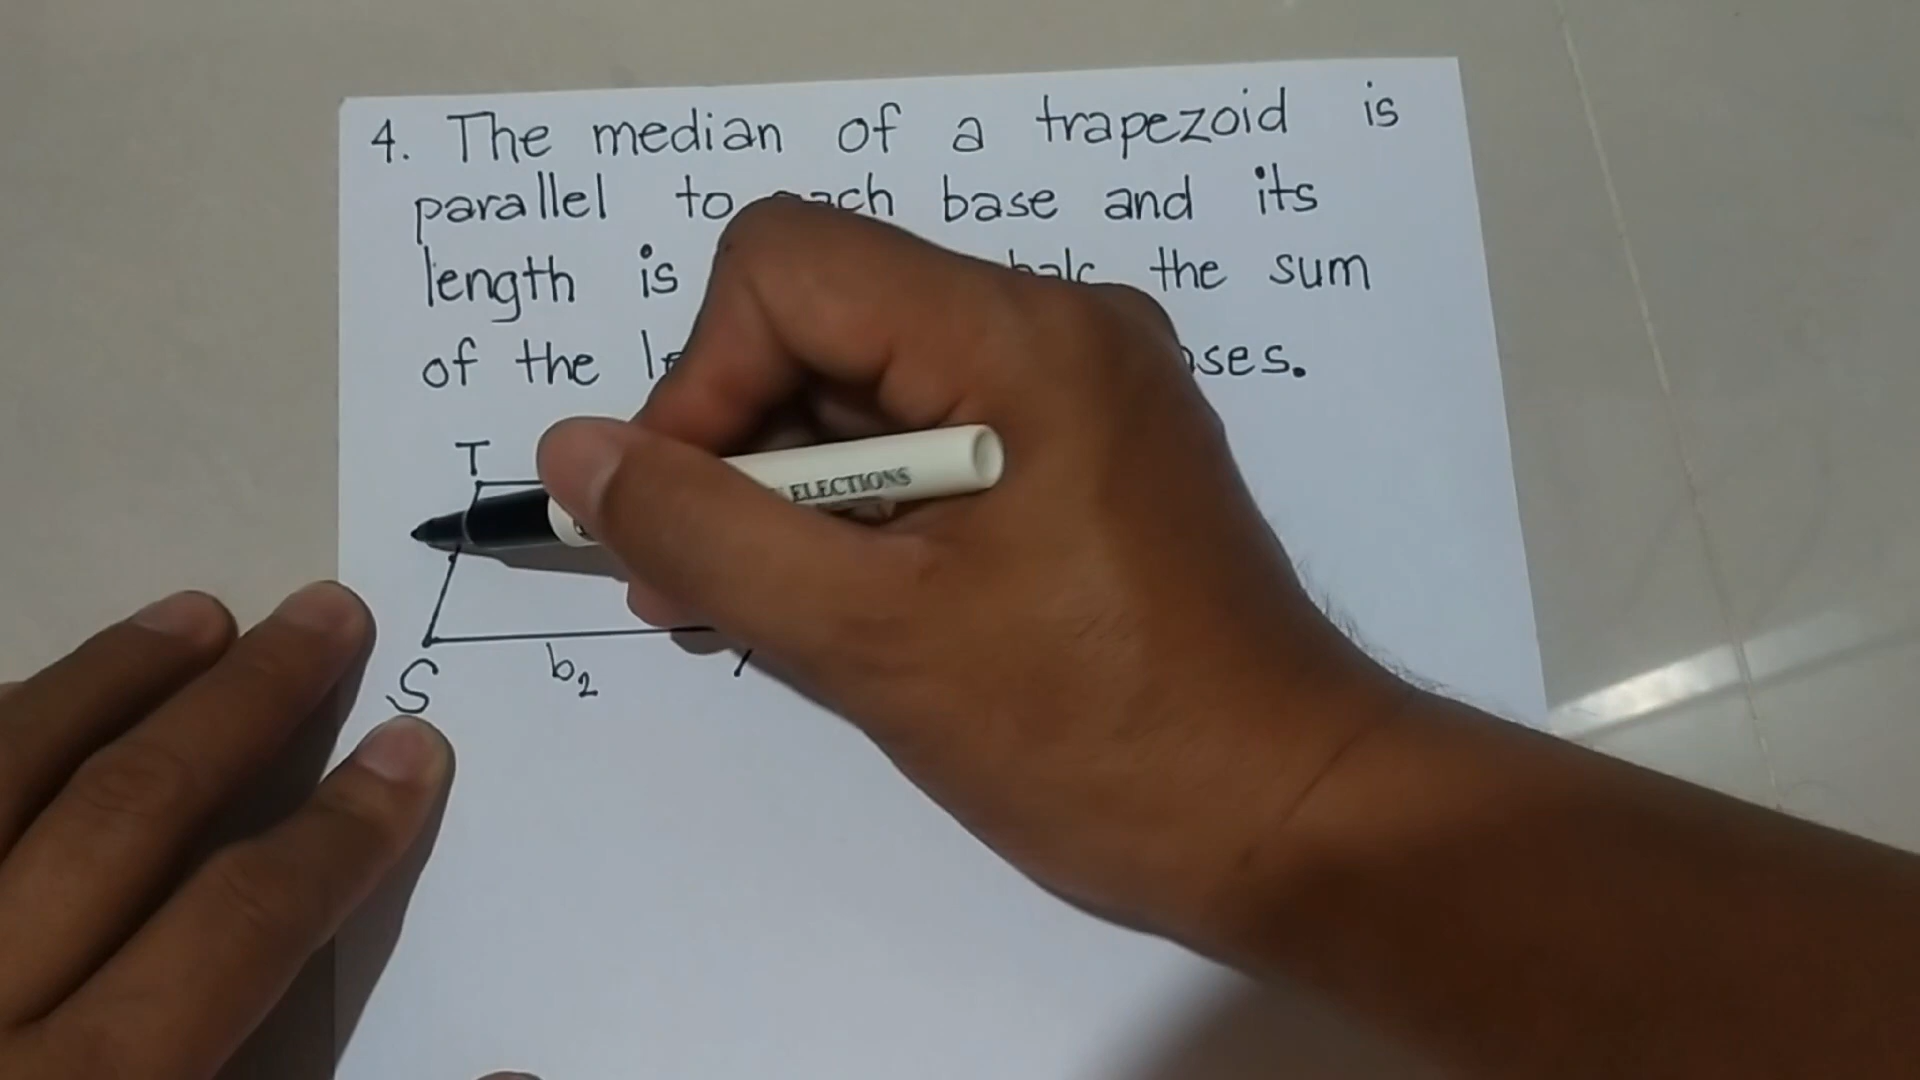 4. The median of a trapezoid is
parallel to each base and its
length is the sum
of the
T
ELECTIONS
S
b2